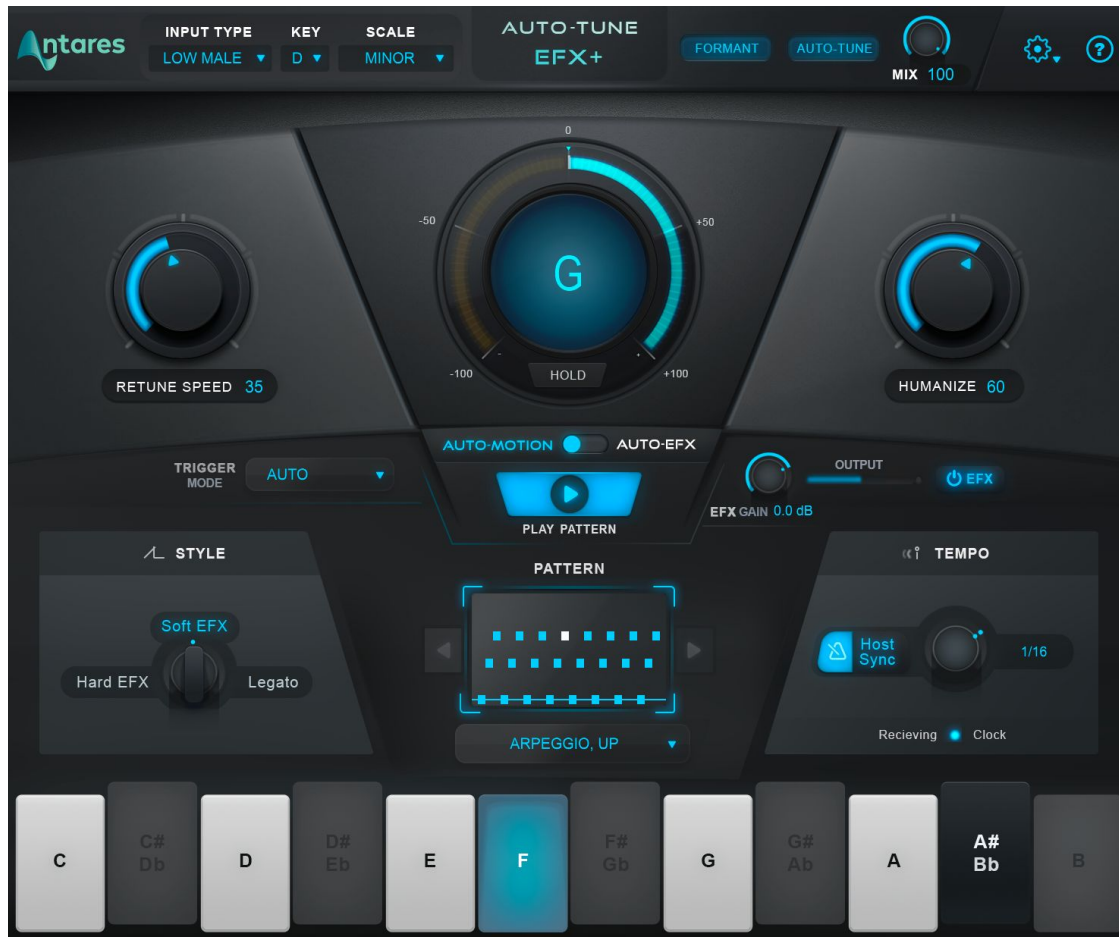 Antares
INPUT TYPE KEY SCALE
LOW MALE D MINOR
AUTO-TUNE
EFX+
FORMANT AUTO-TUNE
MIX 100
?
0
-50 +50
G
-100 +100
- .
HOLD
RETUNE SPEED 35
HUMANIZE 60
AUTO-MOTION AUTO-EFX
TRIGGER
MODE
AUTO
PLAY PATTERN
OUTPUT
EFX
EFX GAIN 0.0 dB
STYLE
Soft EFX
Hard EFX Legato
PATTERN
ARPEGGIO, UP
TEMPO
Host
Sync
1/16
Recieving Clock
C
C#
Db
D
D#
Eb
E
F
F#
Gb
G
G#
Ab
A
A#
Bb
B